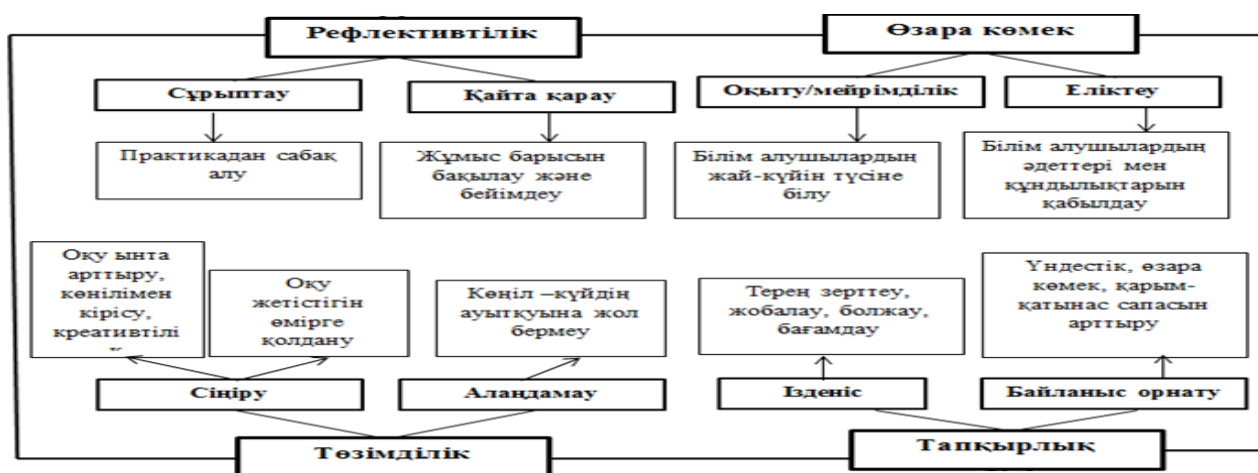 Рефлективтілік
Өзара көмек
Сұрыптау
Қайта қарау
Оқыту/мейрімділік
Еліктеу
Практикадан сабақ
алу
Жұмыс барысын
бақылау және
бейімдеу
Білім алушылардың
жай-күйін түсіне
білу
Білім алушылардың
әдеттері мен
құндылықтарын
қабылдау
Оқу ынта
арттыру,
көнілімен
кірісу,
креативтілі
Оқу
жетістігін
өмірге
қолдану
Көңіл –күйдің
ауытқуына жол
бермеу
Терең зерттеу,
жобалау, болжау,
бағамдау
Үндестік, өзара
көмек, қарым-
қатынас сапасын
арттыру
Сіңіру
Алаңдамау
Ізденіс
Байланыс орнату
Төзімділік
Тапқырлық